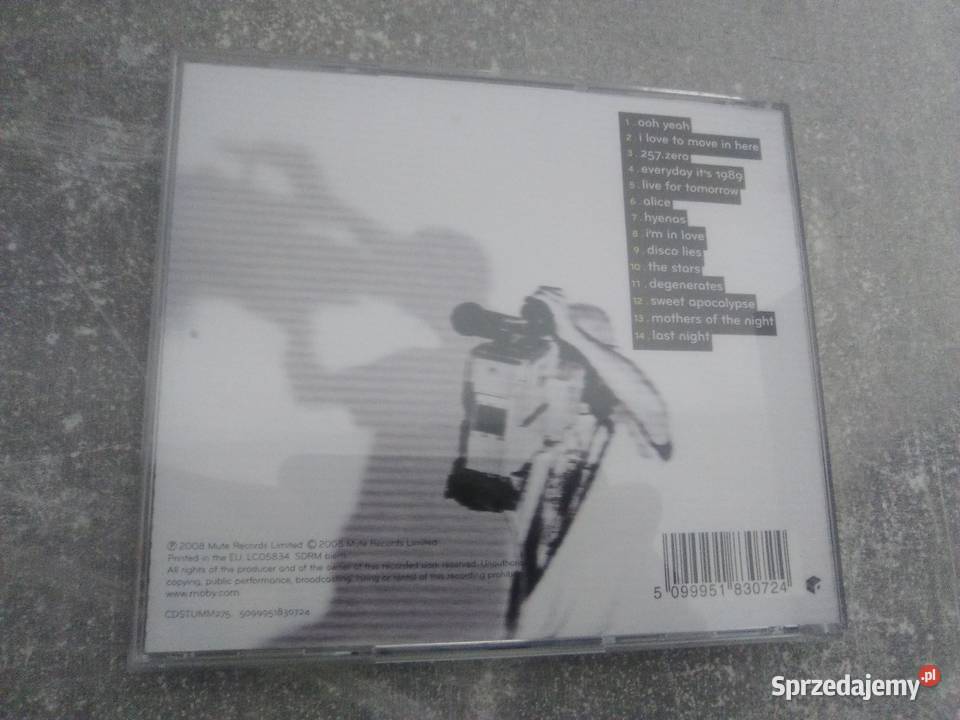 1. ooh yeah
2. i love to move in here
3. 257.zero
4. everyday it's 1989
5. live for tomorrow
6. alice
7. hyenas
8. i'm in love
9. disco lies
10. the stars
11. degenerates
12. sweet apocalypse
13. mothers of the night
14. last night
℗ 2008 Mute Records Limited © 2008 Mute Records Limited
Printed in the EU. LC05834. SDRM biem
All rights of the producer and of the owner of this recorded work reserved. Unauthorised
copying, public performance, broadcasting, hiring or rental of this recording prohibited.
www.moby.com
CDSTUMM275 5099951830724
5 099951 830724
Sprzedajemy.pl